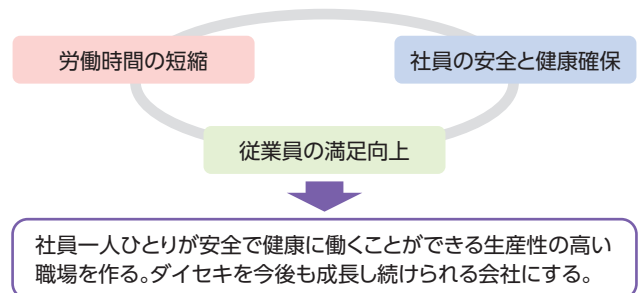 労働時間の短縮
社員の安全と健康確保
従業員の満足向上
社員一人ひとりが安全で健康に働くことができる生産性の高い
職場を作る。ダイセキを今後も成長し続けられる会社にする。